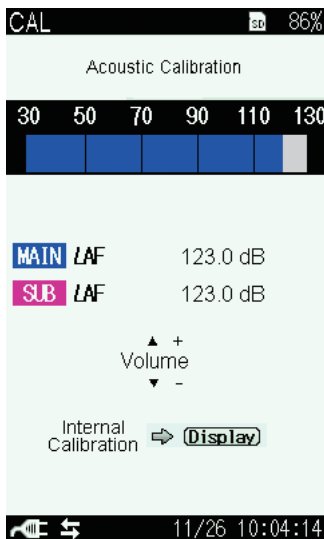 CAL SD 86%
Acoustic Calibration
30 50 70 90 110 130
MAIN LAF 123.0 dB
SUB LAF 123.0 dB
▲ +
Volume
▼ -
Internal
Calibration ⇨ (Display)
11/26 10:04:14